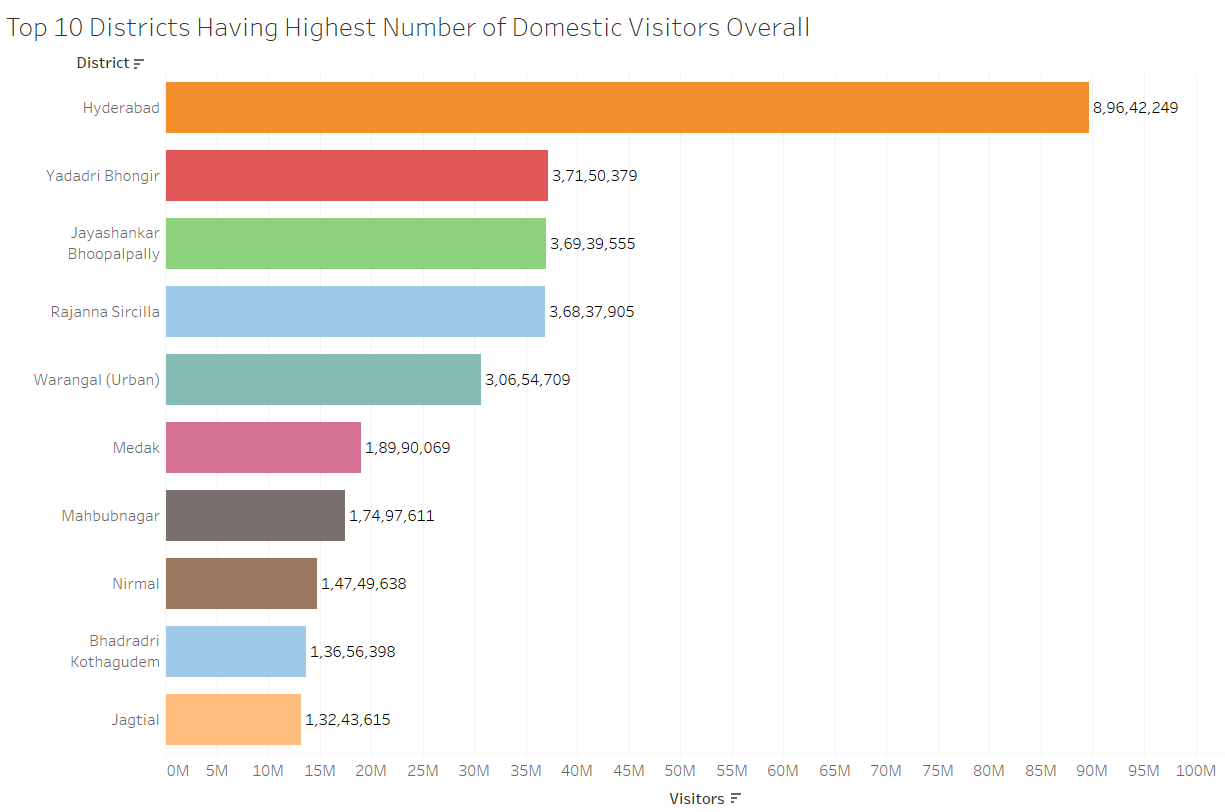 Top 10 Districts Having Highest Number of Domestic Visitors Overall
District
Hyderabad
8,96,42,249
Yadadri Bhongir
3,71,50,379
Jayashankar
Bhoopalpally
3,69,39,555
Rajanna Sircilla
3,68,37,905
Warangal (Urban)
3,06,54,709
Medak
1,89,90,069
Mahbubnagar
1,74,97,611
Nirmal
1,47,49,638
Bhadradri
Kothagudem
1,36,56,398
Jagtial
1,32,43,615
0M 5M 10M 15M 20M 25M 30M 35M 40M 45M 50M 55M 60M 65M 70M 75M 80M 85M 90M 95M 100M
Visitors